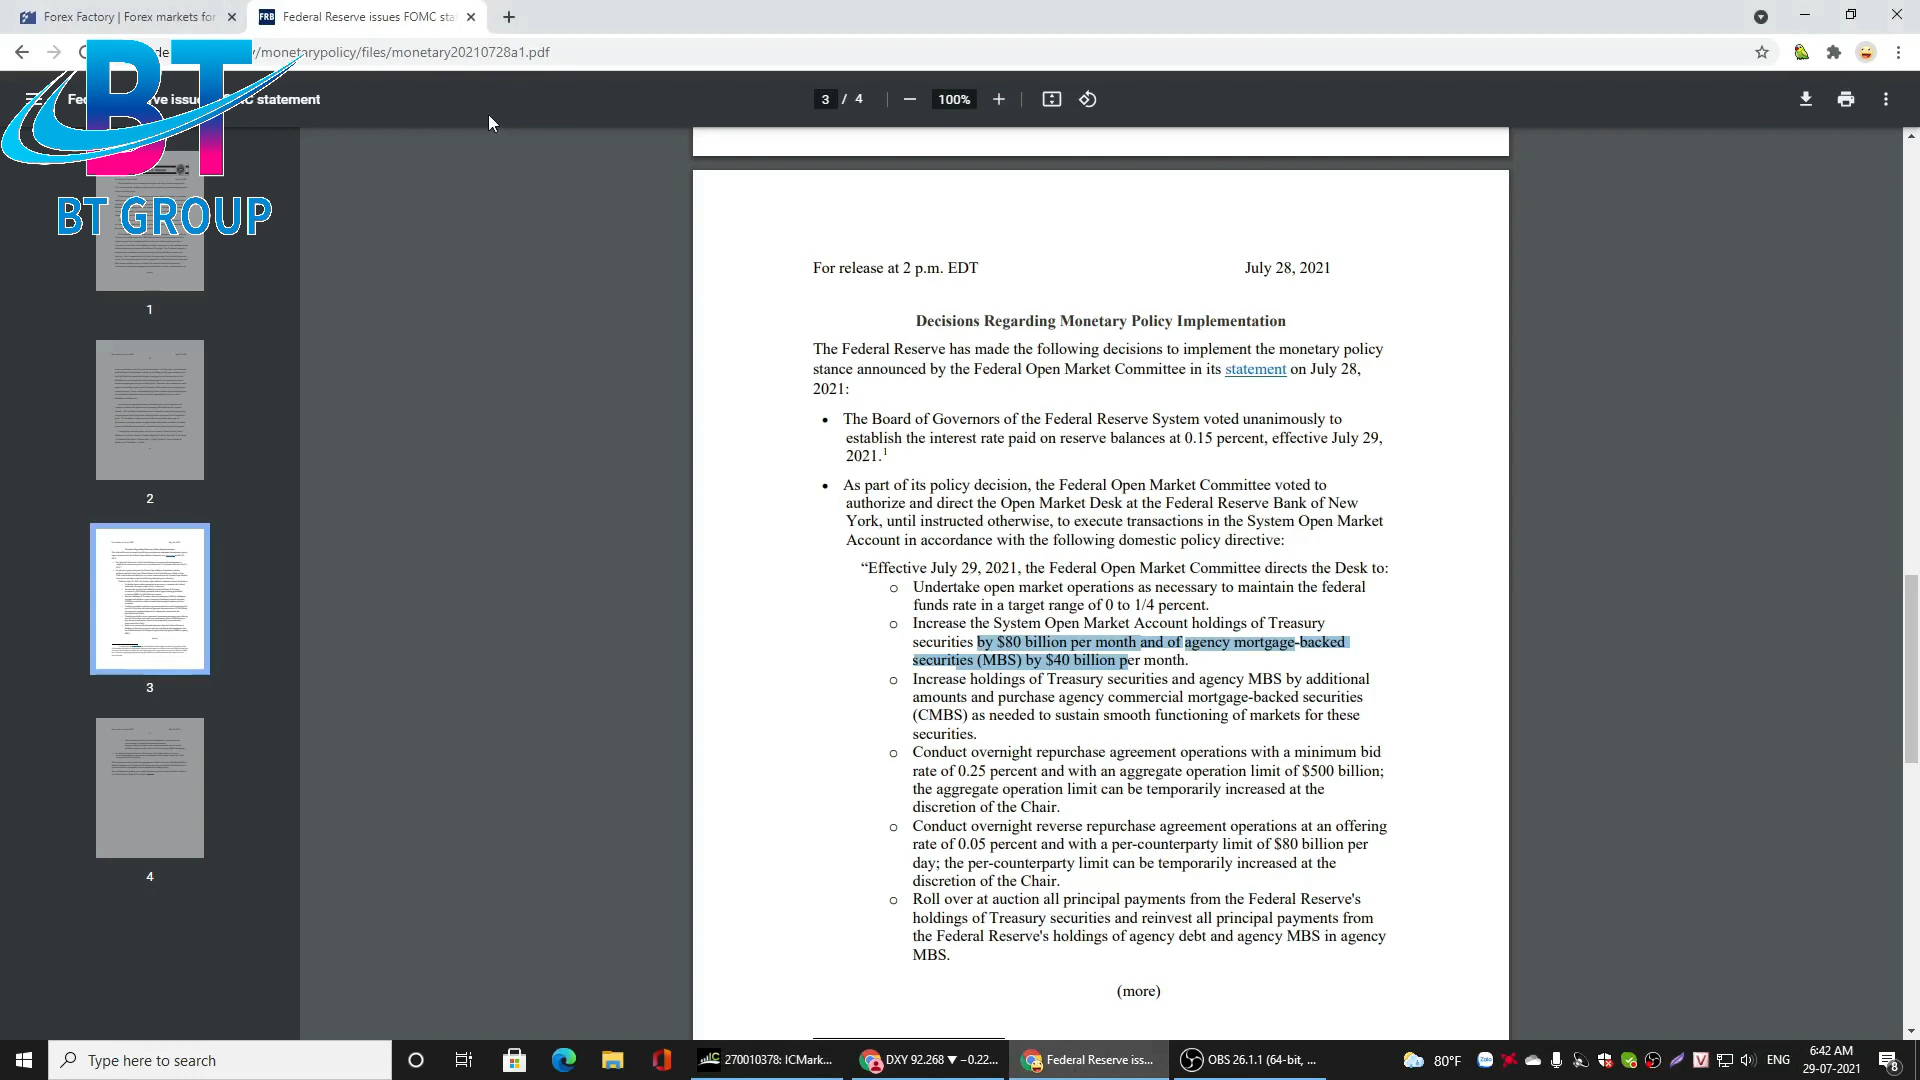 Forex Factory | Forex markets for
Federal Reserve issues FOMC sta
/monetarypolicy/files/monetary20210728a1.pdf
statement
3 / 4
100%
BT
BT GROUP
1
2
3
4
For release at 2 p.m. EDT July 28, 2021
Decisions Regarding Monetary Policy Implementation
The Federal Reserve has made the following decisions to implement the monetary policy
stance announced by the Federal Open Market Committee in its statement on July 28,
2021:
• The Board of Governors of the Federal Reserve System voted unanimously to
establish the interest rate paid on reserve balances at 0.15 percent, effective July 29,
2021.1
• As part of its policy decision, the Federal Open Market Committee voted to
authorize and direct the Open Market Desk at the Federal Reserve Bank of New
York, until instructed otherwise, to execute transactions in the System Open Market
Account in accordance with the following domestic policy directive:
“Effective July 29, 2021, the Federal Open Market Committee directs the Desk to:
o Undertake open market operations as necessary to maintain the federal
funds rate in a target range of 0 to 1/4 percent.
o Increase the System Open Market Account holdings of Treasury
securities by $80 billion per month and of agency mortgage-backed
securities (MBS) by $40 billion per month.
o Increase holdings of Treasury securities and agency MBS by additional
amounts and purchase agency commercial mortgage-backed securities
(CMBS) as needed to sustain smooth functioning of markets for these
securities.
o Conduct overnight repurchase agreement operations with a minimum bid
rate of 0.25 percent and with an aggregate operation limit of $500 billion;
the aggregate operation limit can be temporarily increased at the
discretion of the Chair.
o Conduct overnight reverse repurchase agreement operations at an offering
rate of 0.05 percent and with a per-counterparty limit of $80 billion per
day; the per-counterparty limit can be temporarily increased at the
discretion of the Chair.
o Roll over at auction all principal payments from the Federal Reserve's
holdings of Treasury securities and reinvest all principal payments from
the Federal Reserve's holdings of agency debt and agency MBS in agency
MBS.
(more)
Type here to search
270010378: ICMark...
DXY 92.268 ▼ −0.22...
Federal Reserve iss...
OBS 26.1.1 (64-bit, ...
80°F
ENG
6:42 AM
29-07-2021
8